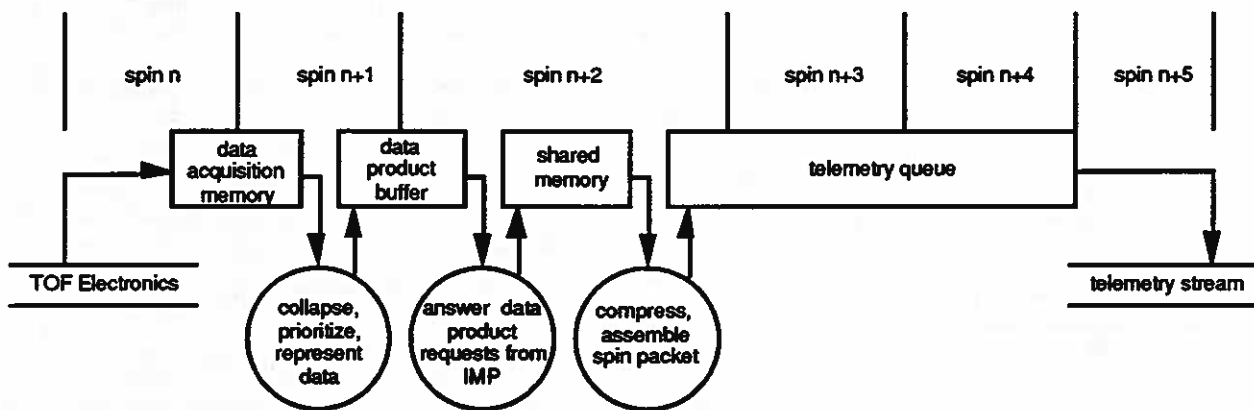 spin n
spin n+1
spin n+2
spin n+3
spin n+4
spin n+5
data
acquisition
memory
data
product
buffer
shared
memory
telemetry queue
TOF Electronics
telemetry stream
collapse,
prioritize,
represent
data
answer data
product
requests from
IMP
compress,
assemble
spin packet